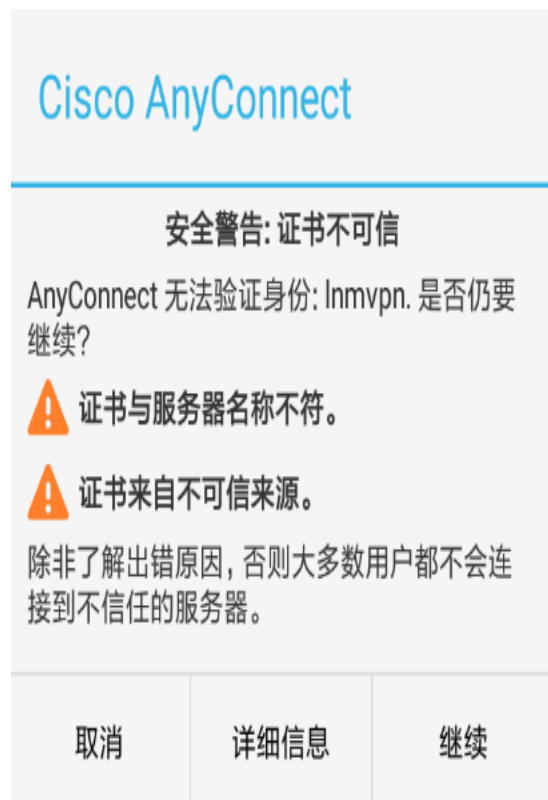 Cisco AnyConnect
安全警告: 证书不可信
AnyConnect 无法验证身份: lnmvpn. 是否仍要
继续?
证书与服务器名称不符。
证书来自不可信来源。
除非了解出错原因, 否则大多数用户都不会连
接到不信任的服务器。
取消 详细信息 继续